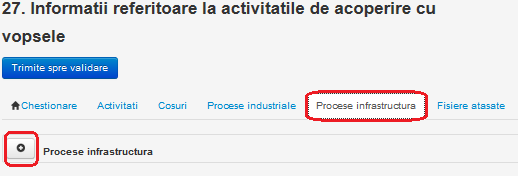 27. Informatii referitoare la activitatile de acoperire cu
vopsele
Trimite spre validare
Chestionare Activitati Cosuri Procese industriale Procese infrastructura Fisiere atasate
Procese infrastructura